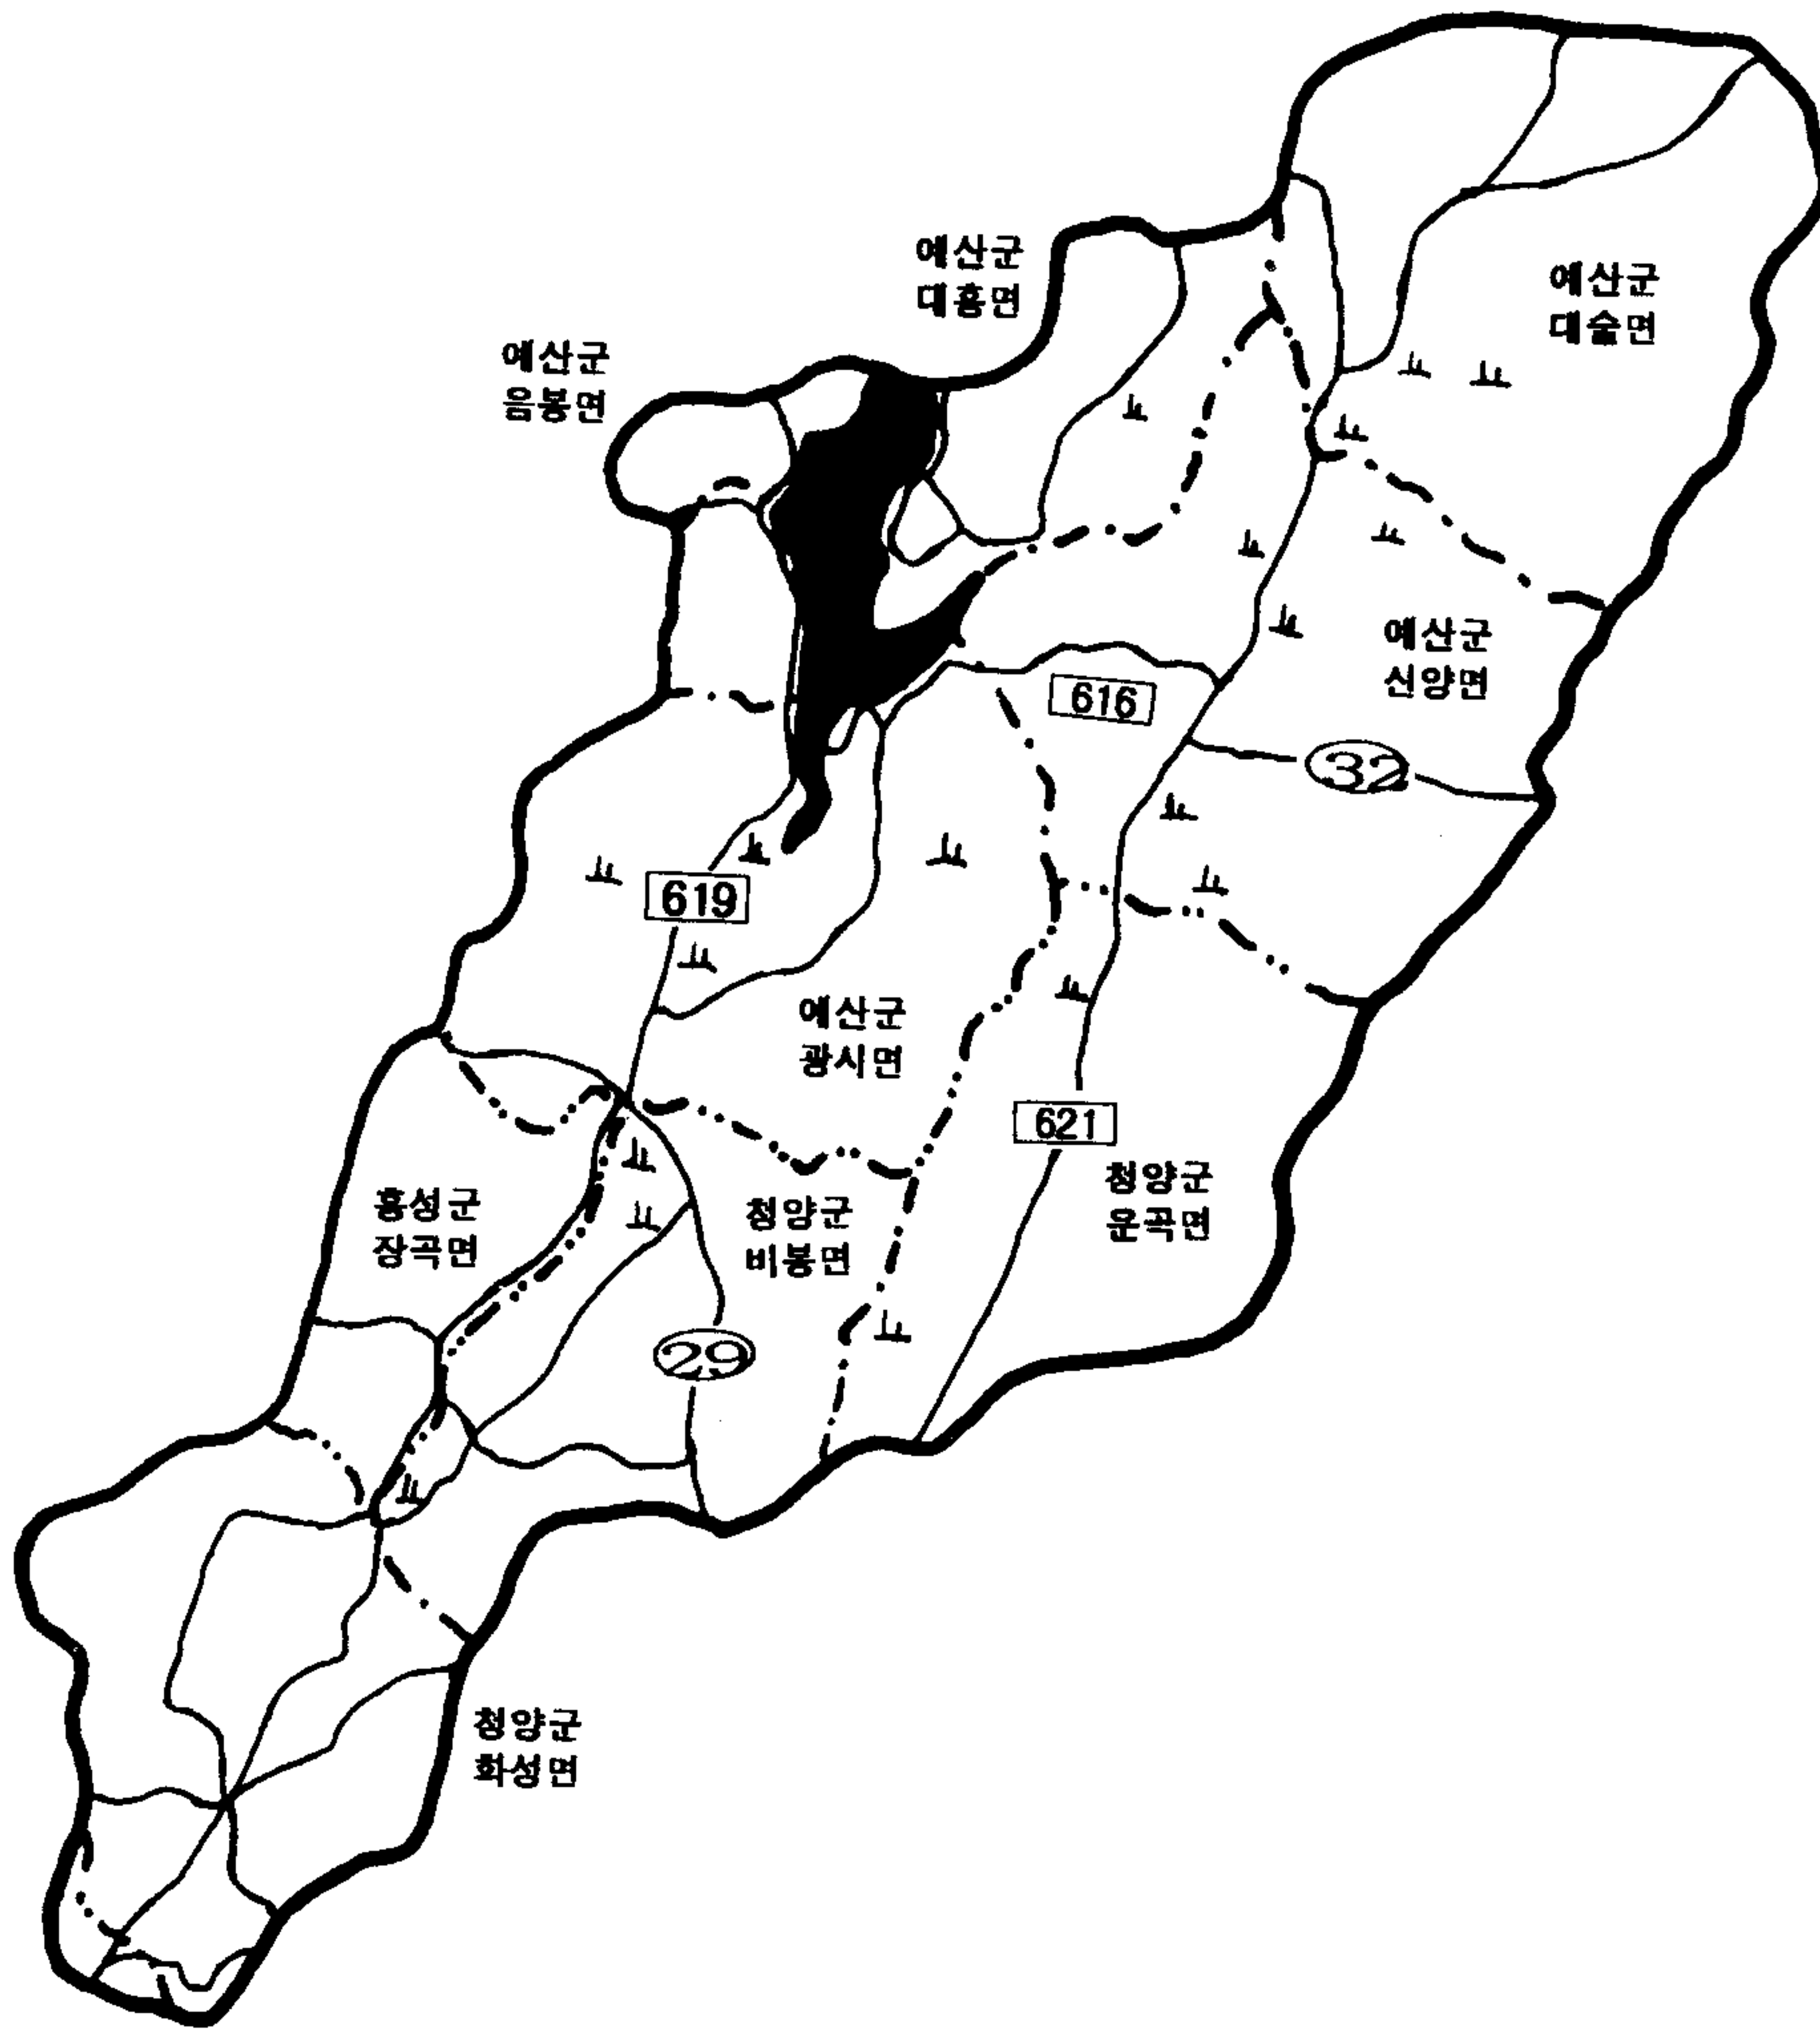 예산군
대흥면
예산군
대술면
예산군
음봉면
예산군
신양면
616
32
619
예산군
광시면
621
청양군
운곡면
홍성군
장곡면
청양군
비봉면
29
청양군
화성면